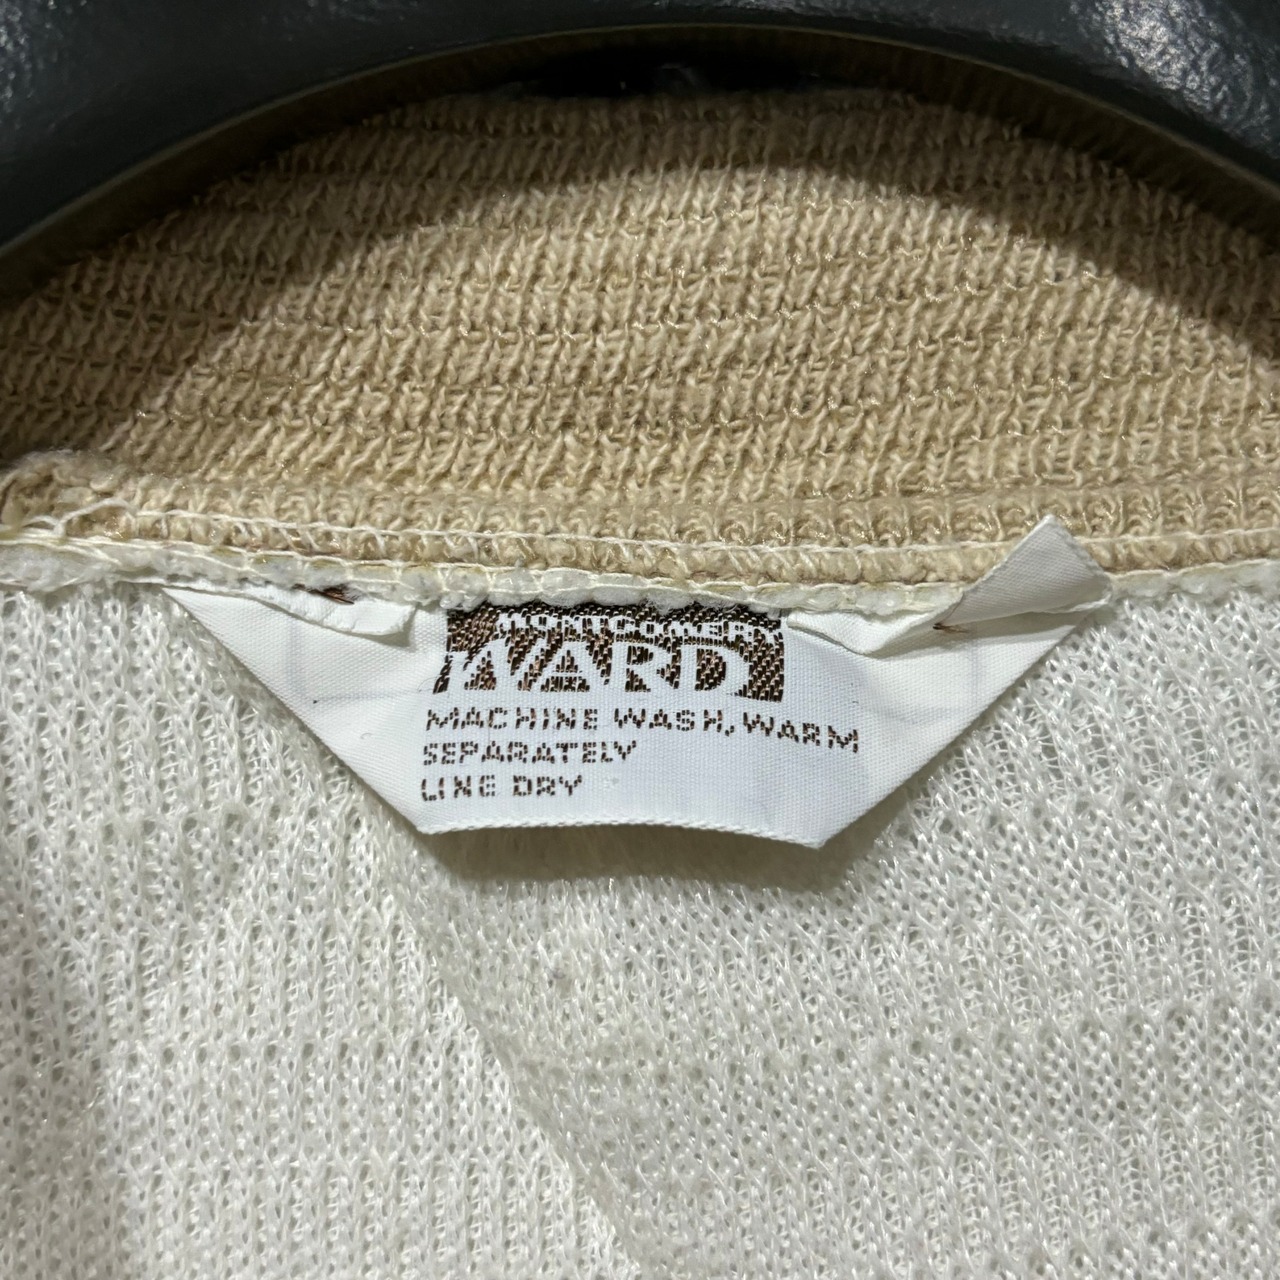 MONTGOMERY
WARD
MACHINE WASH, WARM
SEPARATELY
LINE DRY